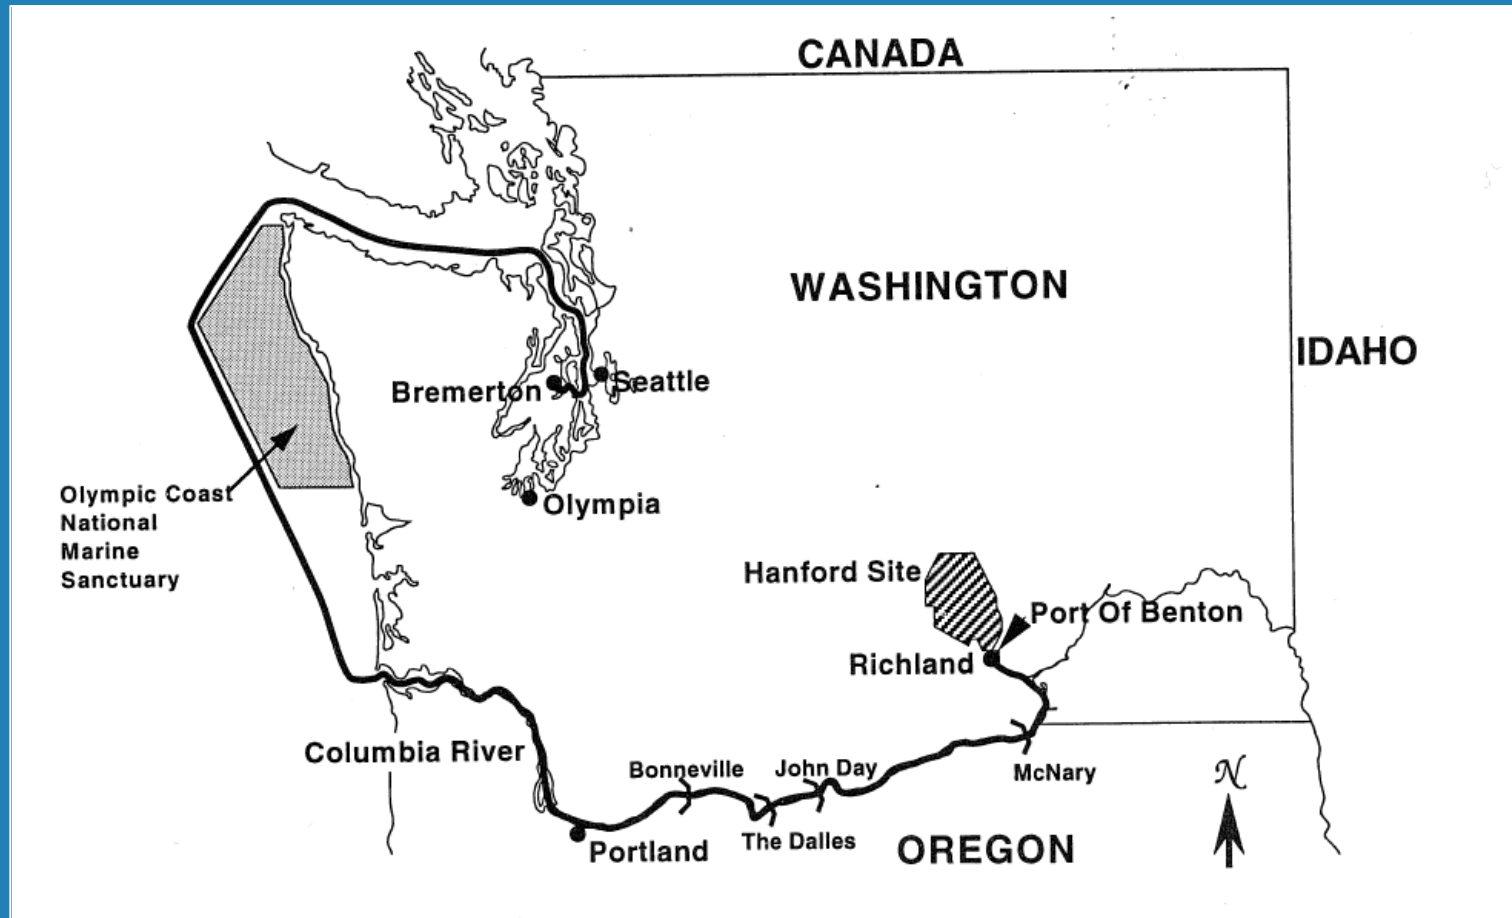 CANADA
WASHINGTON
IDAHO
Bremerton
Seattle
Olympic Coast
National
Marine
Sanctuary
Olympia
Hanford Site
Port Of Benton
Richland
Columbia River
Bonneville
John Day
McNary
N
The Dalles
Portland
OREGON